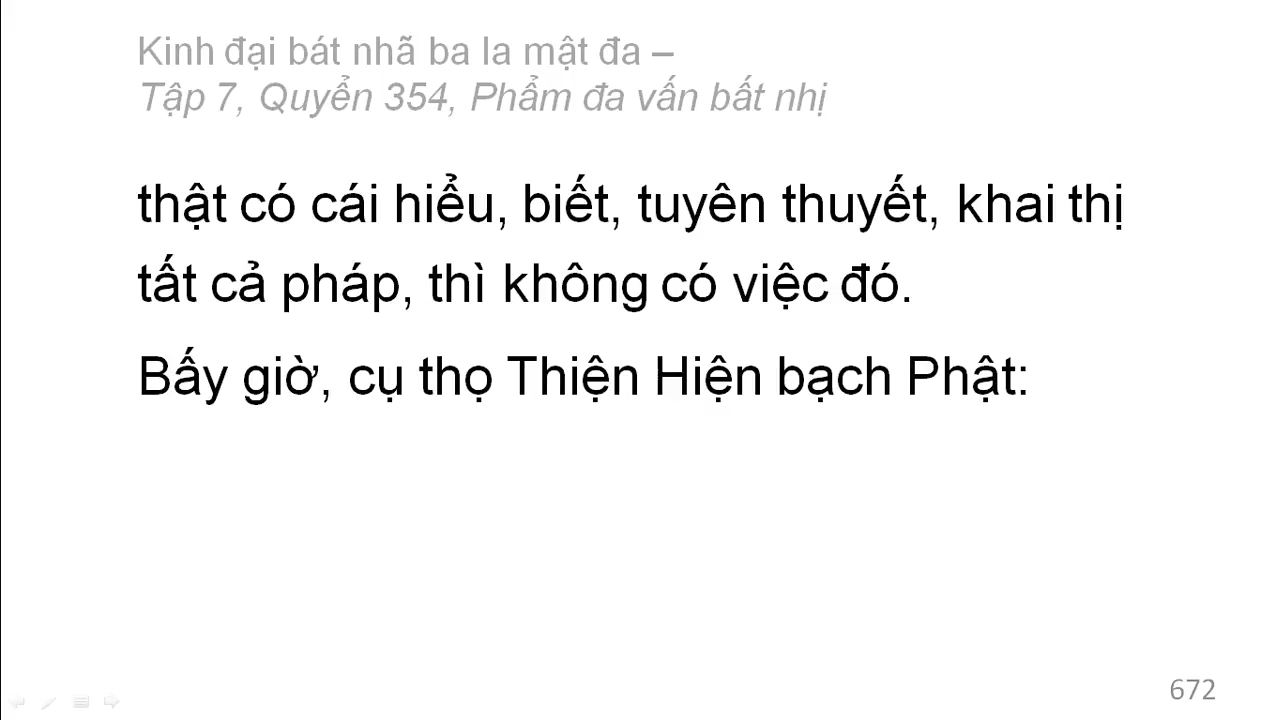 Kinh đại bát nhã ba la mật đa –
Tập 7, Quyển 354, Phẩm đa vấn bất nhị
thật có cái hiểu, biết, tuyên thuyết, khai thị
tất cả pháp, thì không có việc đó.
Bấy giờ, cụ thọ Thiện Hiện bạch Phật:
672